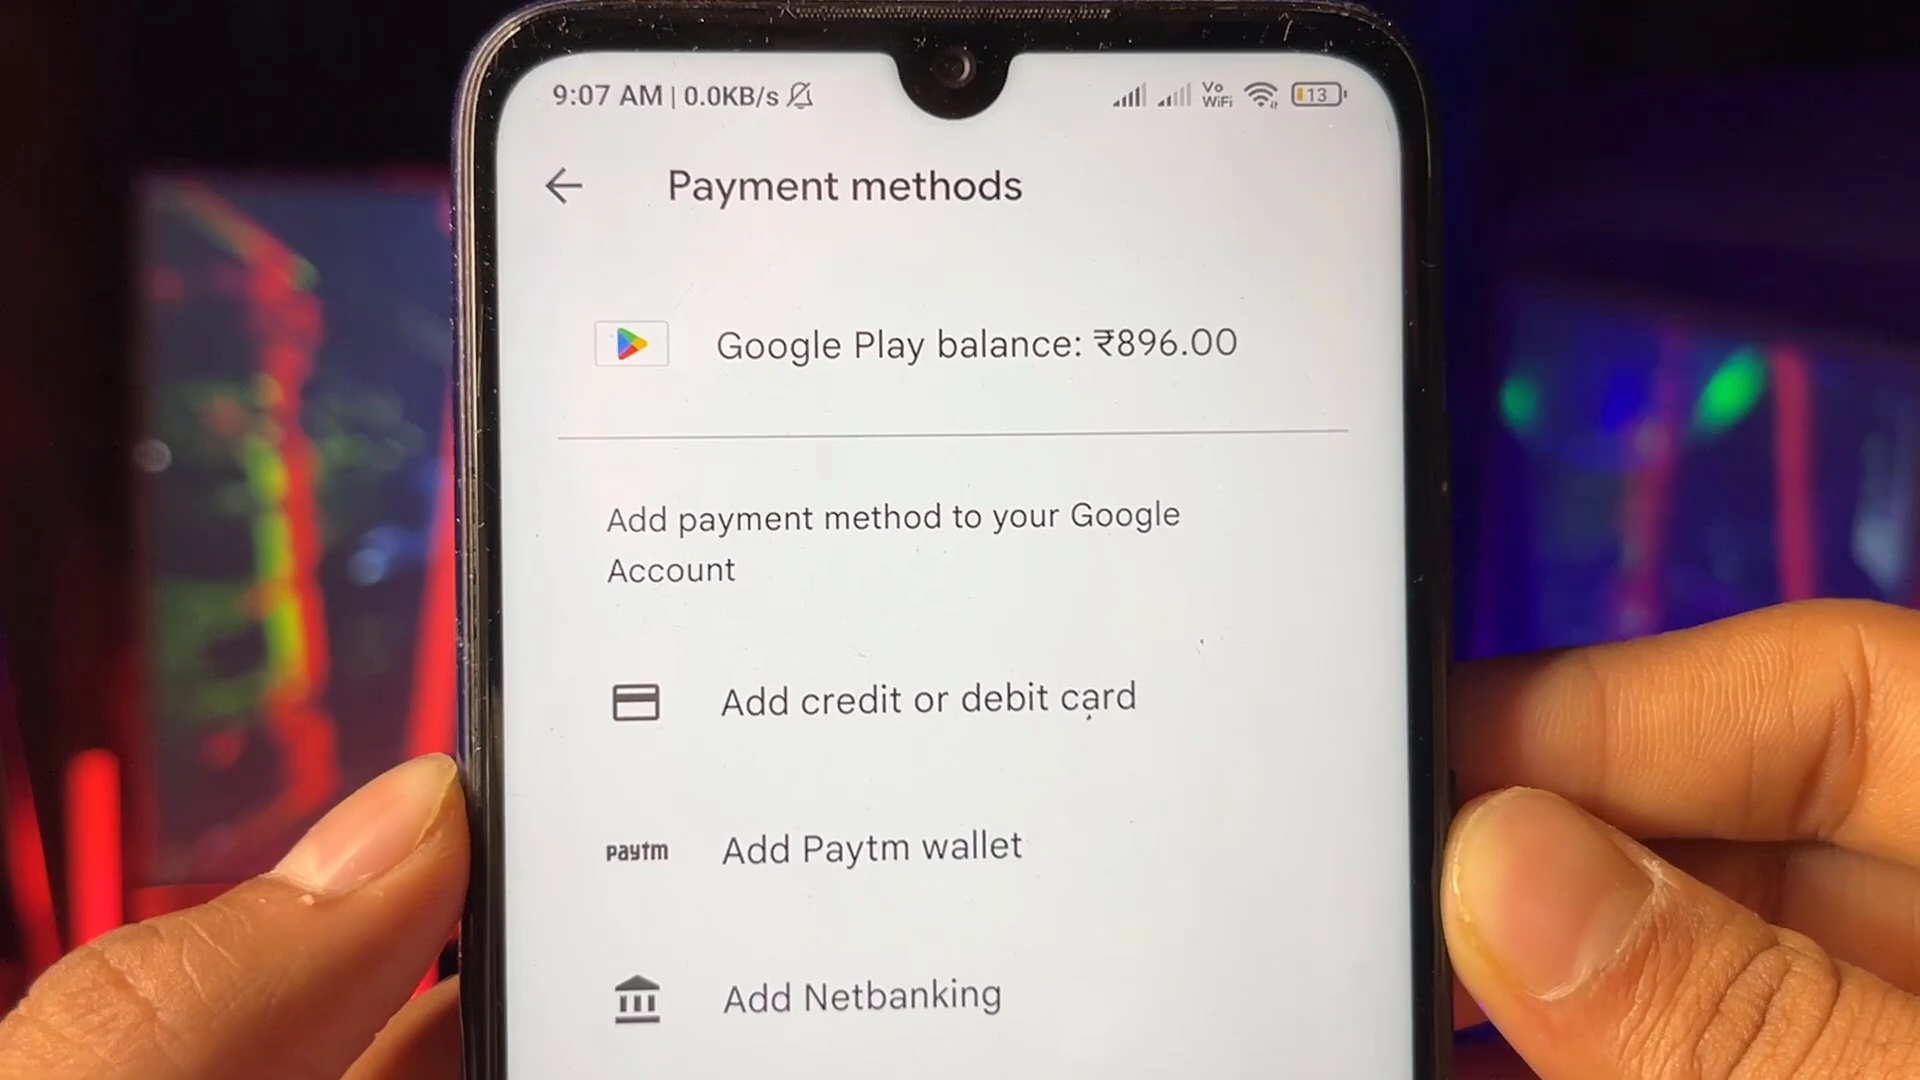 9:07 AM | 0.0KB/s
Vo
WiFi
13
Payment methods
Google Play balance: ₹896.00
Add payment method to your Google
Account
Add credit or debit card
paytm
Add Paytm wallet
Add Netbanking